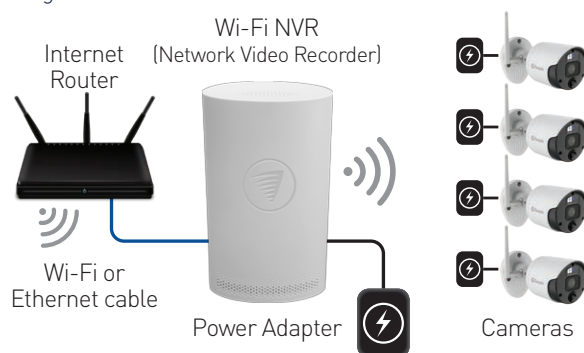 Internet
Router
Wi-Fi NVR
(Network Video Recorder)
Wi-Fi or
Ethernet cable
Power Adapter
Cameras